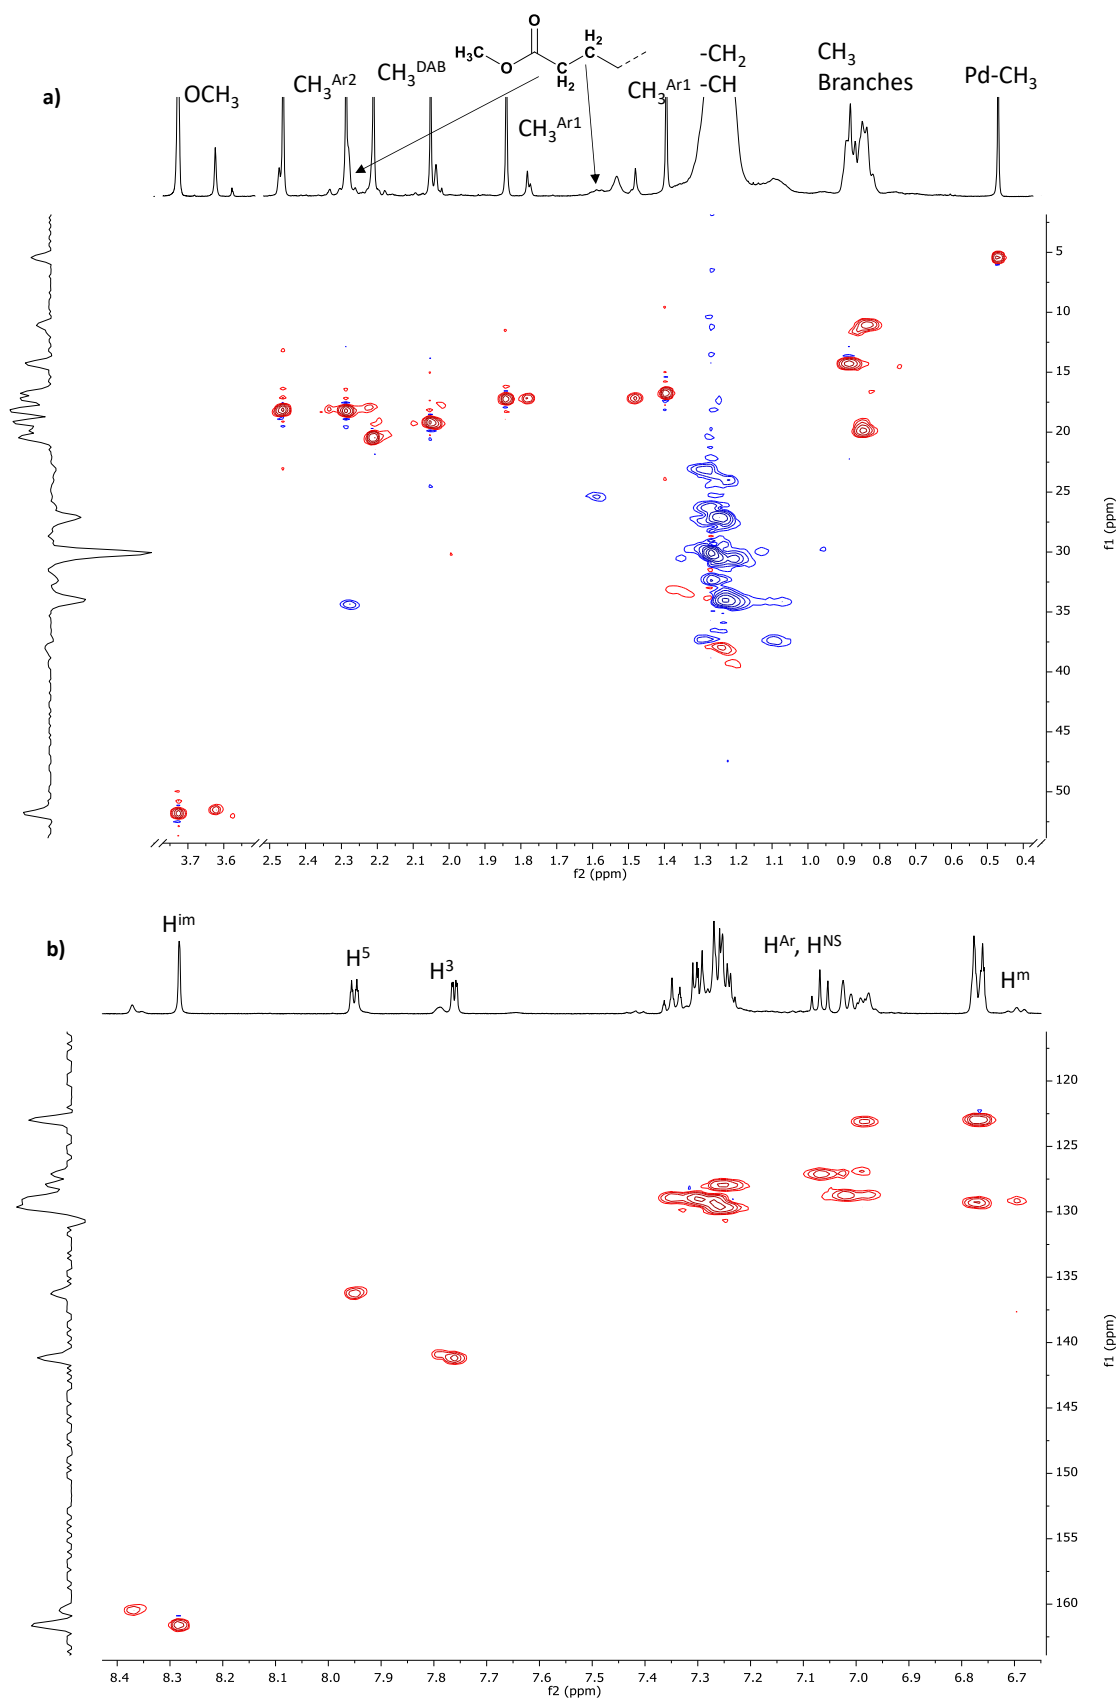 O
H₂
H₃C
C
O
C
H₂
a)
OCH₃
CH₃ᴬʳ²
CH₃ᴰᴬᴮ
CH₃ᴬʳ¹
CH₃ᴬʳ¹
-CH₂
-CH
CH₃
Branches
Pd-CH₃
5
10
15
20
25
30
35
40
45
50
f1 (ppm)
3.7 3.6 2.5 2.4 2.3 2.2 2.1 2.0 1.9 1.8 1.7 1.6 1.5 1.4 1.3 1.2 1.1 1.0 0.9 0.8 0.7 0.6 0.5 0.4
f2 (ppm)
b)
Hⁱᵐ
H⁵
H³
Hᴬʳ, Hᴺˢ
Hᵐ
120
125
130
135
140
145
150
155
160
f1 (ppm)
8.4 8.3 8.2 8.1 8.0 7.9 7.8 7.7 7.6 7.5 7.4 7.3 7.2 7.1 7.0 6.9 6.8 6.7
f2 (ppm)